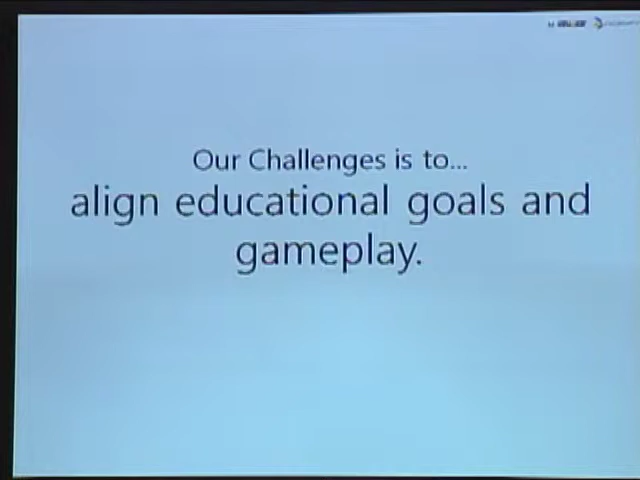 Our Challenges is to...
align educational goals and
gameplay.